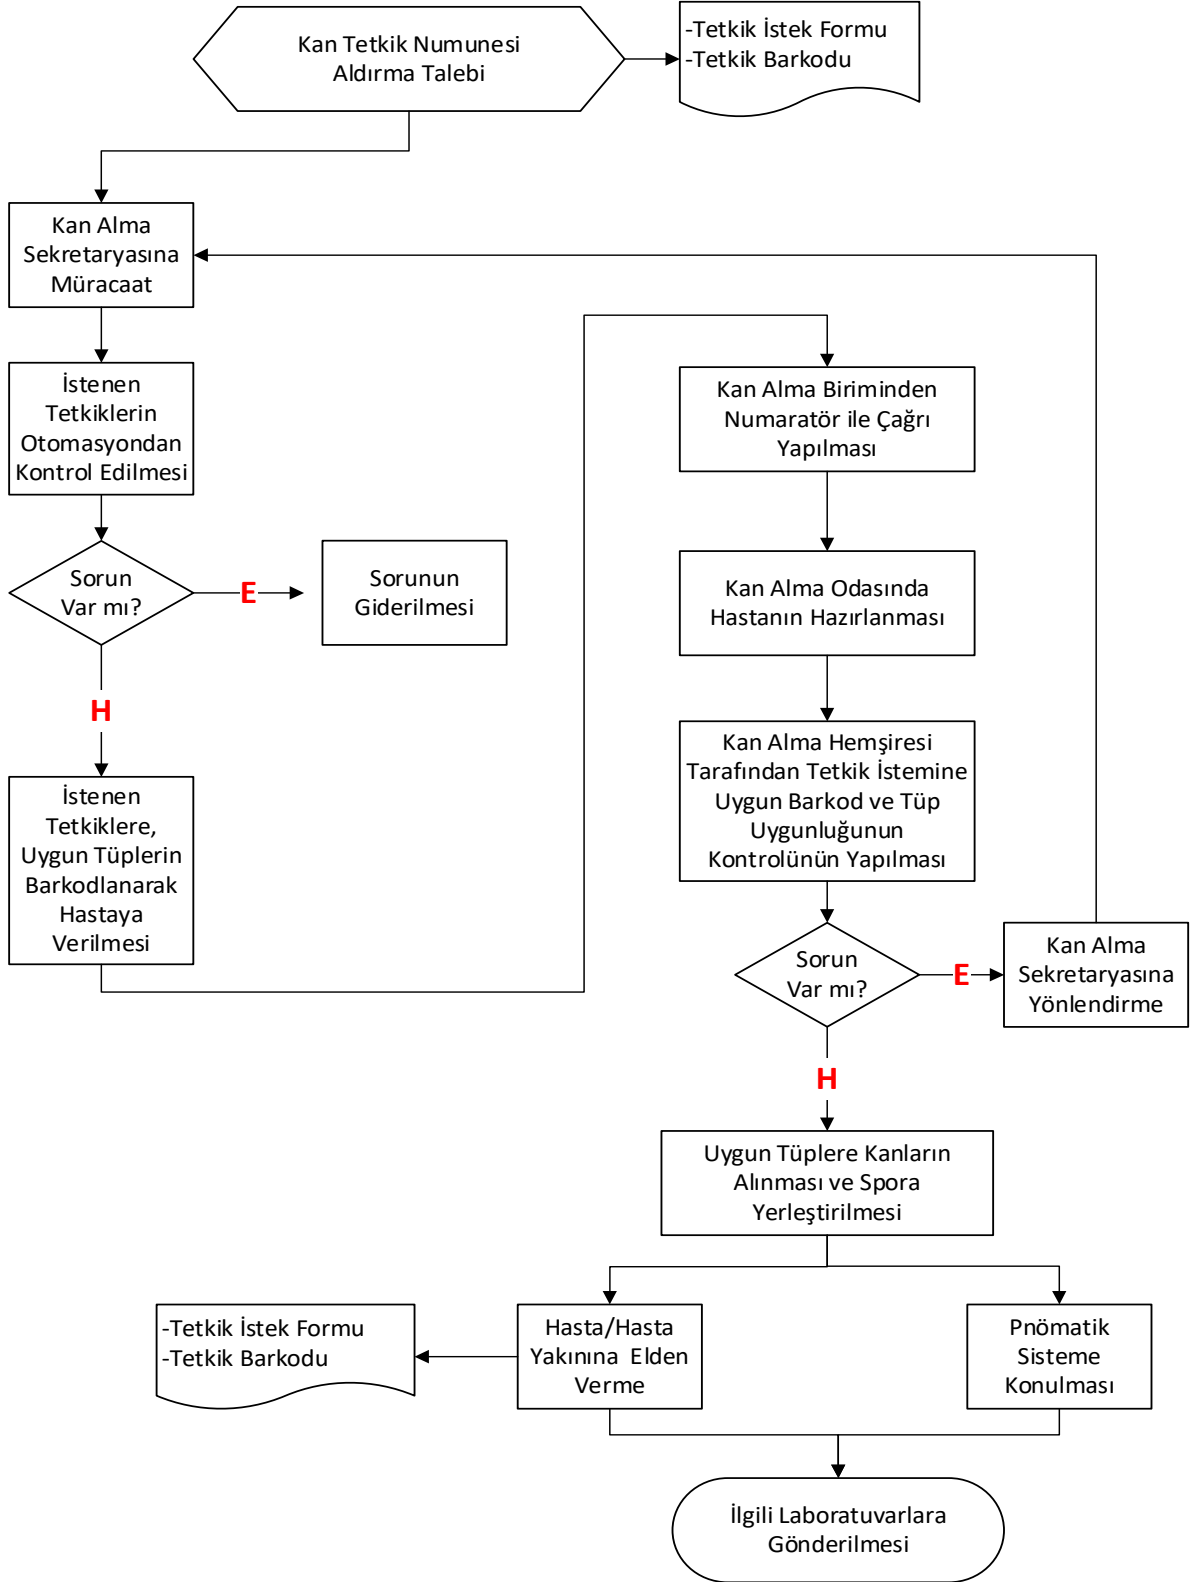 Kan Tetkik Numunesi
Aldırma Talebi
-Tetkik İstek Formu
-Tetkik Barkodu
Kan Alma
Sekretaryasına
Müracaat
İstenen
Tetkiklerin
Otomasyondan
Kontrol Edilmesi
Sorun
Var mı?
E
Sorunun
Giderilmesi
H
İstenen
Tetkiklere,
Uygun Tüplerin
Barkodlanarak
Hastaya
Verilmesi
Kan Alma Biriminden
Numaratör ile Çağrı
Yapılması
Kan Alma Odasında
Hastanın Hazırlanması
Kan Alma Hemşiresi
Tarafından Tetkik İstemine
Uygun Barkod ve Tüp
Uygunluğunun
Kontrolünün Yapılması
Sorun
Var mı?
E
Kan Alma
Sekretaryasına
Yönlendirme
H
Uygun Tüplere Kanların
Alınması ve Spora
Yerleştirilmesi
Hasta/Hasta
Yakınına Elden
Verme
-Tetkik İstek Formu
-Tetkik Barkodu
Pnömatik
Sisteme
Konulması
İlgili Laboratuvarlara
Gönderilmesi